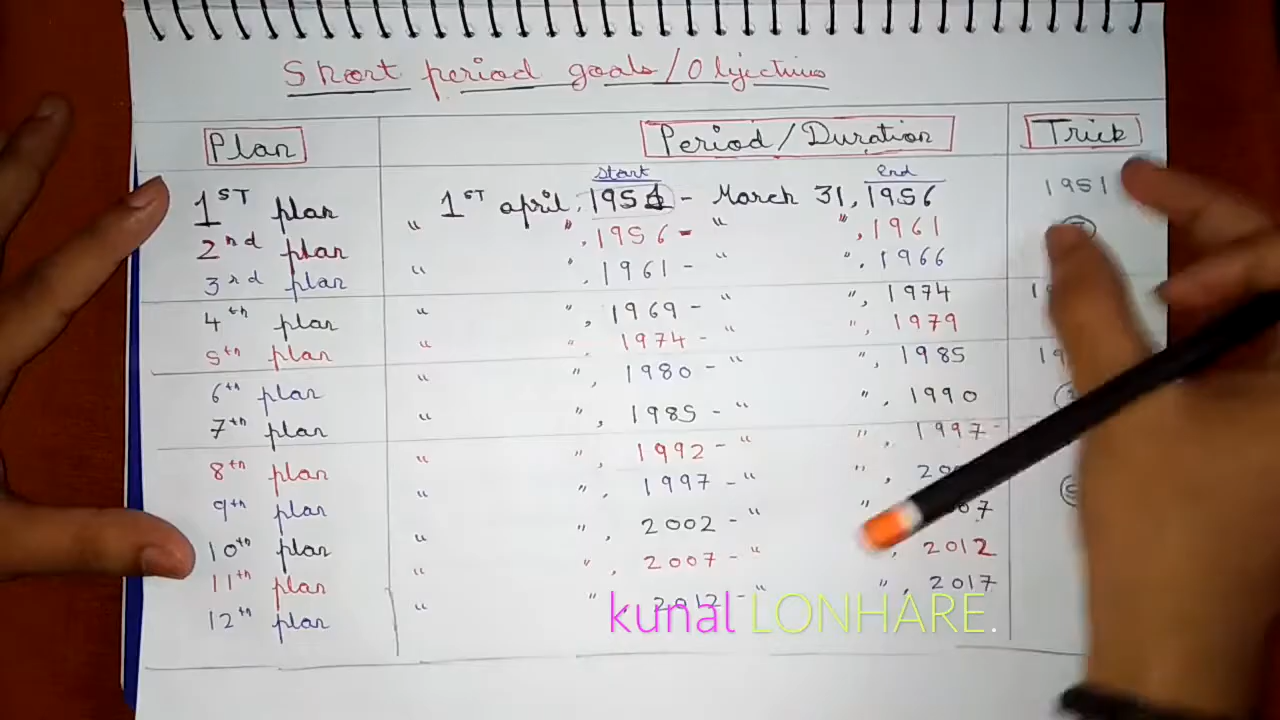 Short period goals/Objectives
Plan Period/Duration Trick
Start End
1ST plan 1ST april, 1951 - March 31, 1956 1951
2nd plan " ", 1956 - " ", 1961
3rd plan " ", 1961 - " ", 1966
4th plan " ", 1969 - " ", 1974
5th plan " ", 1974 - " ", 1979
6th plan " ", 1980 - " ", 1985
7th plan " ", 1985 - " ", 1990
8th plan " ", 1992 - " ", 1997
9th plan " ", 1997 - " ",
10th plan " ", 2002 - "
11th plan " ", 2007 - " , 2012
12th plan " ", 2012 - " ", 2017
kunal LONHARE.